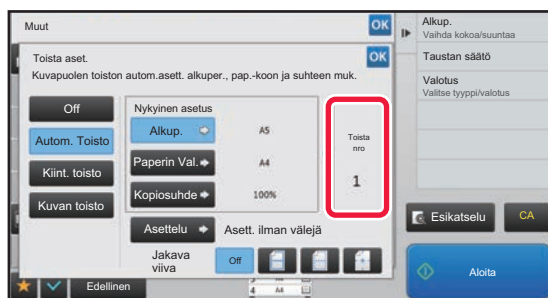 Muut
OK
Toista aset.
OK
Kuvapuolen toiston autom.asett. alkuper., pap.-koon ja suhteen muk.
Off
Autom. Toisto
Kiint. toisto
Kuvan toisto
Nykyinen asetus
Alkup.
A5
Paperin Val.
A4
Kopiosuhde
100%
Toista
nro
1
Asettelu
Asett. ilman välejä
Jakava
viiva
Off
Edellinen
4 A4
Alkup.
Vaihda kokoa/suuntaa
Taustan säätö
Valotus
Valitse tyyppi/valotus
Esikatselu
CA
Aloita